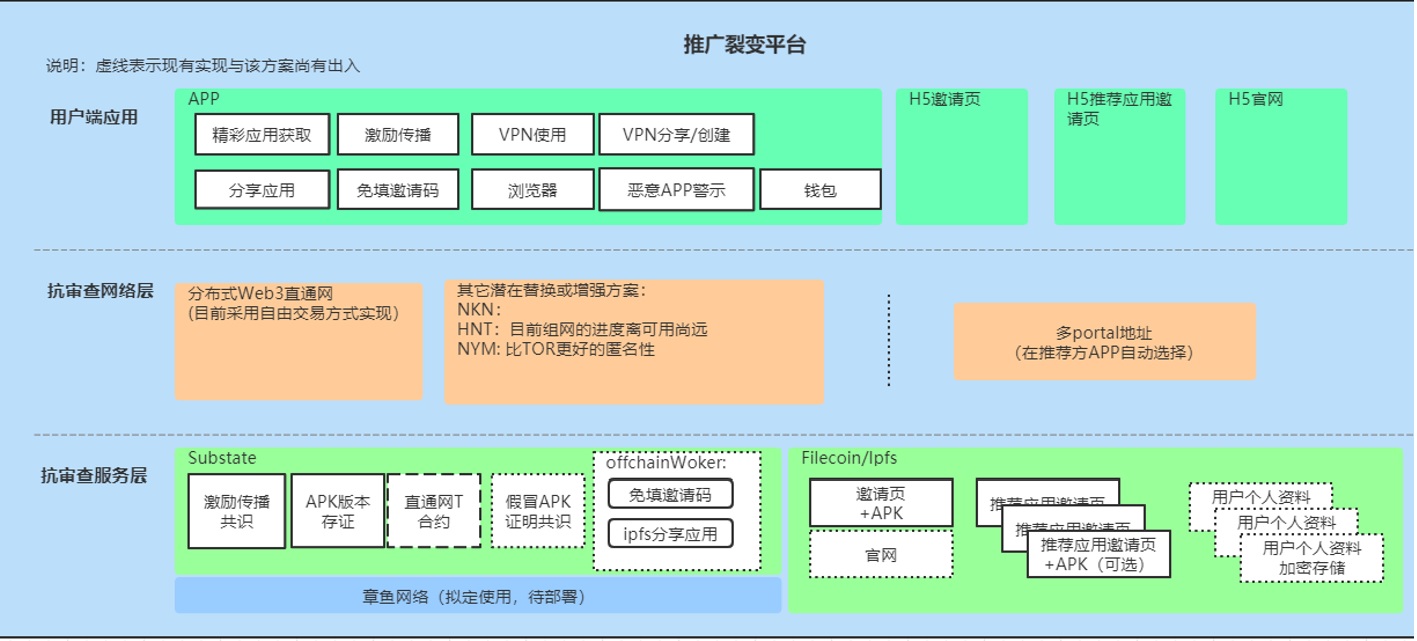 推广裂变平台
说明：虚线表示现有实现与该方案尚有出入
用户端应用
APP
精彩应用获取
激励传播
VPN使用
VPN分享/创建
分享应用
免填邀请码
浏览器
恶意APP警示
钱包
H5邀请页
H5推荐应用邀
请页
H5官网
抗审查网络层
分布式Web3直通网
(目前采用自由交易方式实现)
其它潜在替换或增强方案：
NKN：
HNT：目前组网的进度离可用尚远
NYM: 比TOR更好的匿名性
多portal地址
（在推荐方APP自动选择）
抗审查服务层
Substate
激励传播
共识
APK版本
存证
直通网T
合约
假冒APK
证明共识
offchainWoker:
免填邀请码
ipfs分享应用
章鱼网络（拟定使用，待部署）
Filecoin/Ipfs
邀请页
+APK
官网
推荐应用邀请页
推荐应用邀请页
推荐应用邀请页
+APK（可选）
用户个人资料
用户个人资料
用户个人资料
加密存储